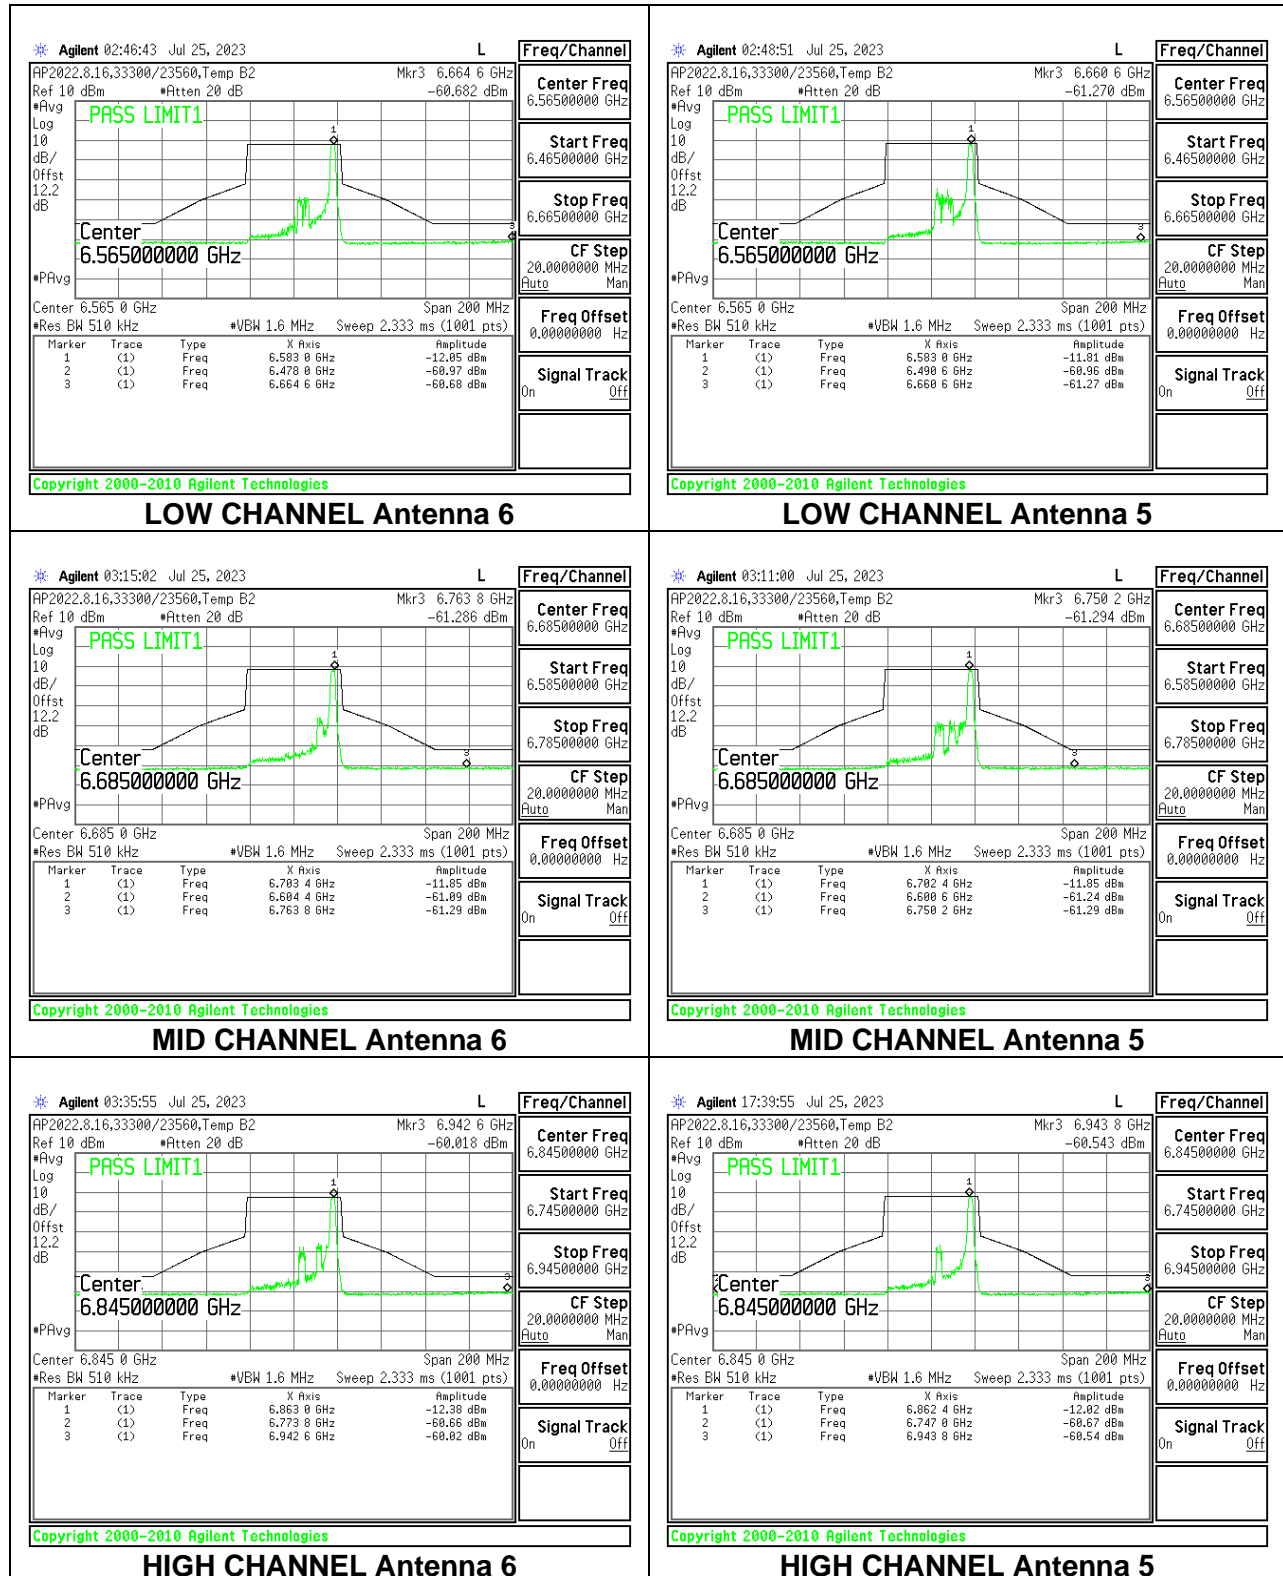 Agilent 02:46:43 Jul 25, 2023 L Freq/Channel
AP2022.8.16,33300/23560,Temp B2 Mkr3 6.664 6 GHz
Ref 10 dBm #Atten 20 dB -60.682 dBm
#Avg
Log
10
dB/
Offst
12.2
dB
#PAvg
PASS LIMIT1
1
3
Center
6.565000000 GHz
Center 6.565 0 GHz Span 200 MHz
#Res BW 510 kHz #VBW 1.6 MHz Sweep 2.333 ms (1001 pts)
Marker Trace Type X Axis Amplitude
1 (1) Freq 6.583 0 GHz -12.05 dBm
2 (1) Freq 6.478 0 GHz -60.97 dBm
3 (1) Freq 6.664 6 GHz -60.68 dBm
Center Freq
6.56500000 GHz
Start Freq
6.46500000 GHz
Stop Freq
6.66500000 GHz
CF Step
20.0000000 MHz
Auto Man
Freq Offset
0.00000000 Hz
Signal Track
On Off
Copyright 2000-2010 Agilent Technologies
LOW CHANNEL Antenna 6
Agilent 02:48:51 Jul 25, 2023 L Freq/Channel
AP2022.8.16,33300/23560,Temp B2 Mkr3 6.660 6 GHz
Ref 10 dBm #Atten 20 dB -61.270 dBm
#Avg
Log
10
dB/
Offst
12.2
dB
#PAvg
PASS LIMIT1
1
3
Center
6.565000000 GHz
Center 6.565 0 GHz Span 200 MHz
#Res BW 510 kHz #VBW 1.6 MHz Sweep 2.333 ms (1001 pts)
Marker Trace Type X Axis Amplitude
1 (1) Freq 6.583 0 GHz -11.81 dBm
2 (1) Freq 6.490 6 GHz -60.96 dBm
3 (1) Freq 6.660 6 GHz -61.27 dBm
Center Freq
6.56500000 GHz
Start Freq
6.46500000 GHz
Stop Freq
6.66500000 GHz
CF Step
20.0000000 MHz
Auto Man
Freq Offset
0.00000000 Hz
Signal Track
On Off
Copyright 2000-2010 Agilent Technologies
LOW CHANNEL Antenna 5
Agilent 03:15:02 Jul 25, 2023 L Freq/Channel
AP2022.8.16,33300/23560,Temp B2 Mkr3 6.763 8 GHz
Ref 10 dBm #Atten 20 dB -61.286 dBm
#Avg
Log
10
dB/
Offst
12.2
dB
#PAvg
PASS LIMIT1
1
3
Center
6.685000000 GHz
Center 6.685 0 GHz Span 200 MHz
#Res BW 510 kHz #VBW 1.6 MHz Sweep 2.333 ms (1001 pts)
Marker Trace Type X Axis Amplitude
1 (1) Freq 6.703 4 GHz -11.85 dBm
2 (1) Freq 6.604 4 GHz -61.09 dBm
3 (1) Freq 6.763 8 GHz -61.29 dBm
Center Freq
6.68500000 GHz
Start Freq
6.58500000 GHz
Stop Freq
6.78500000 GHz
CF Step
20.0000000 MHz
Auto Man
Freq Offset
0.00000000 Hz
Signal Track
On Off
Copyright 2000-2010 Agilent Technologies
MID CHANNEL Antenna 6
Agilent 03:11:00 Jul 25, 2023 L Freq/Channel
AP2022.8.16,33300/23560,Temp B2 Mkr3 6.750 2 GHz
Ref 10 dBm #Atten 20 dB -61.294 dBm
#Avg
Log
10
dB/
Offst
12.2
dB
#PAvg
PASS LIMIT1
1
3
Center
6.685000000 GHz
Center 6.685 0 GHz Span 200 MHz
#Res BW 510 kHz #VBW 1.6 MHz Sweep 2.333 ms (1001 pts)
Marker Trace Type X Axis Amplitude
1 (1) Freq 6.702 4 GHz -11.85 dBm
2 (1) Freq 6.600 6 GHz -61.24 dBm
3 (1) Freq 6.750 2 GHz -61.29 dBm
Center Freq
6.68500000 GHz
Start Freq
6.58500000 GHz
Stop Freq
6.78500000 GHz
CF Step
20.0000000 MHz
Auto Man
Freq Offset
0.00000000 Hz
Signal Track
On Off
Copyright 2000-2010 Agilent Technologies
MID CHANNEL Antenna 5
Agilent 03:35:55 Jul 25, 2023 L Freq/Channel
AP2022.8.16,33300/23560,Temp B2 Mkr3 6.942 6 GHz
Ref 10 dBm #Atten 20 dB -60.018 dBm
#Avg
Log
10
dB/
Offst
12.2
dB
#PAvg
PASS LIMIT1
1
3
Center
6.845000000 GHz
Center 6.845 0 GHz Span 200 MHz
#Res BW 510 kHz #VBW 1.6 MHz Sweep 2.333 ms (1001 pts)
Marker Trace Type X Axis Amplitude
1 (1) Freq 6.863 0 GHz -12.38 dBm
2 (1) Freq 6.773 8 GHz -60.66 dBm
3 (1) Freq 6.942 6 GHz -60.02 dBm
Center Freq
6.84500000 GHz
Start Freq
6.74500000 GHz
Stop Freq
6.94500000 GHz
CF Step
20.0000000 MHz
Auto Man
Freq Offset
0.00000000 Hz
Signal Track
On Off
Copyright 2000-2010 Agilent Technologies
HIGH CHANNEL Antenna 6
Agilent 17:39:55 Jul 25, 2023 L Freq/Channel
AP2022.8.16,33300/23560,Temp B2 Mkr3 6.943 8 GHz
Ref 10 dBm #Atten 20 dB -60.543 dBm
#Avg
Log
10
dB/
Offst
12.2
dB
#PAvg
PASS LIMIT1
1
3
Center
6.845000000 GHz
Center 6.845 0 GHz Span 200 MHz
#Res BW 510 kHz #VBW 1.6 MHz Sweep 2.333 ms (1001 pts)
Marker Trace Type X Axis Amplitude
1 (1) Freq 6.862 4 GHz -12.02 dBm
2 (1) Freq 6.747 0 GHz -60.67 dBm
3 (1) Freq 6.943 8 GHz -60.54 dBm
Center Freq
6.84500000 GHz
Start Freq
6.74500000 GHz
Stop Freq
6.94500000 GHz
CF Step
20.0000000 MHz
Auto Man
Freq Offset
0.00000000 Hz
Signal Track
On Off
Copyright 2000-2010 Agilent Technologies
HIGH CHANNEL Antenna 5